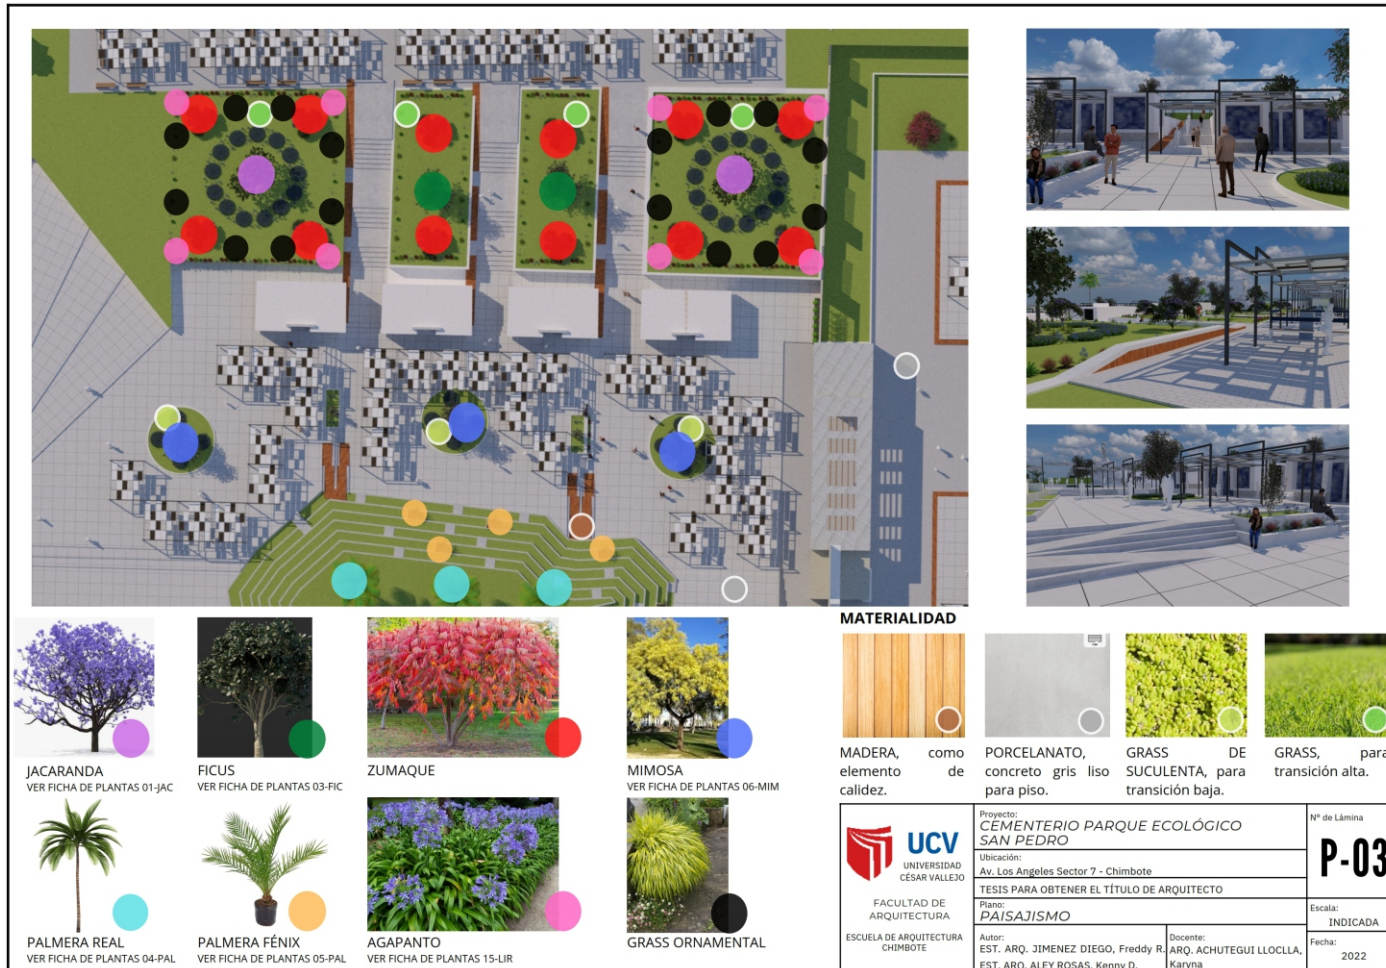 JACARANDA
VER FICHA DE PLANTAS 01-JAC
FICUS
VER FICHA DE PLANTAS 03-FIC
ZUMAQUE
MIMOSA
VER FICHA DE PLANTAS 06-MIM
PALMERA REAL
VER FICHA DE PLANTAS 04-PAL
PALMERA FÉNIX
VER FICHA DE PLANTAS 05-PAL
AGAPANTO
VER FICHA DE PLANTAS 15-LIR
GRASS ORNAMENTAL
MATERIALIDAD
MADERA, como
elemento de
calidez.
PORCELANATO,
concreto gris liso
para piso.
GRASS DE
SUCULENTA, para
transición baja.
GRASS, para
transición alta.
UCV
UNIVERSIDAD
CÉSAR VALLEJO
FACULTAD DE
ARQUITECTURA
ESCUELA DE ARQUITECTURA
CHIMBOTE
Proyecto:
CEMENTERIO PARQUE ECOLÓGICO
SAN PEDRO
Ubicación:
Av. Los Angeles Sector 7 - Chimbote
TESIS PARA OBTENER EL TÍTULO DE ARQUITECTO
Plano:
PAISAJISMO
Autor:
EST. ARQ. JIMENEZ DIEGO, Freddy R.
EST. ARQ. ALEY ROSAS, Kenny D.
Docente:
ARQ. ACHUTEGUI LLOCLLA,
Karyna
N° de Lámina
P-03
Escala:
INDICADA
Fecha:
2022